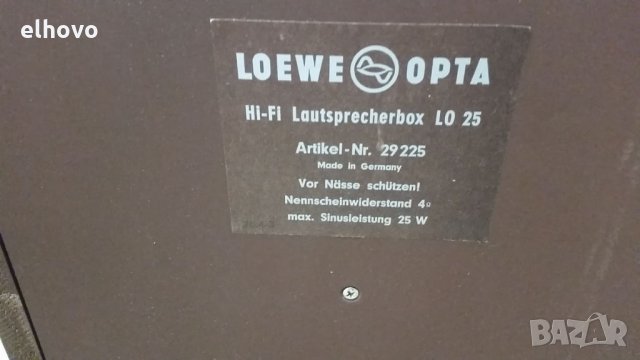 elhovo
LOEWE OPTA
Hi-Fi Lautsprecherbox LO 25
Artikel-Nr. 29225
Made in Germany
Vor Nässe schützen!
Nennscheinwiderstand 4Ω
max. Sinusleistung 25 W
BAZAR